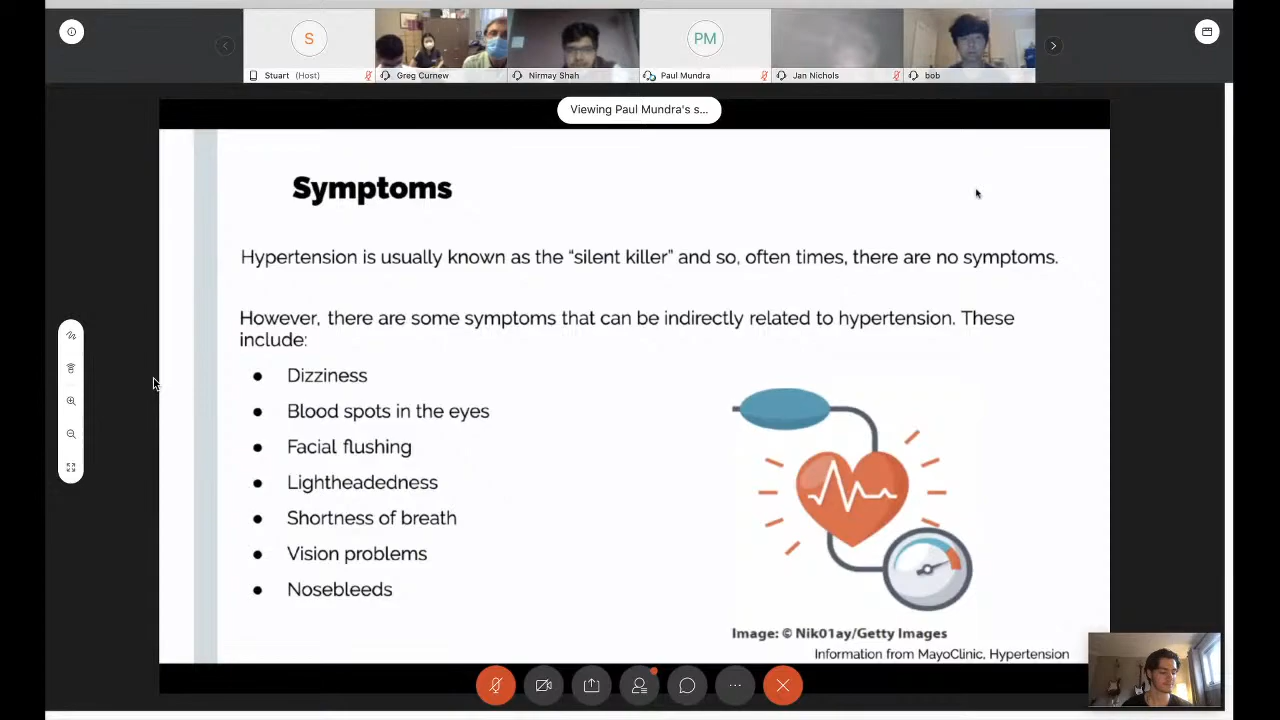 S
PM
Stuart (Host)
Greg Curnew
Nirmay Shah
Paul Mundra
Jan Nichols
bob
Viewing Paul Mundra's s...
Symptoms
Hypertension is usually known as the “silent killer” and so, often times, there are no symptoms.
However, there are some symptoms that can be indirectly related to hypertension. These
include:
● Dizziness
● Blood spots in the eyes
● Facial flushing
● Lightheadedness
● Shortness of breath
● Vision problems
● Nosebleeds
Image: © Nik01ay/Getty Images
Information from MayoClinic, Hypertension